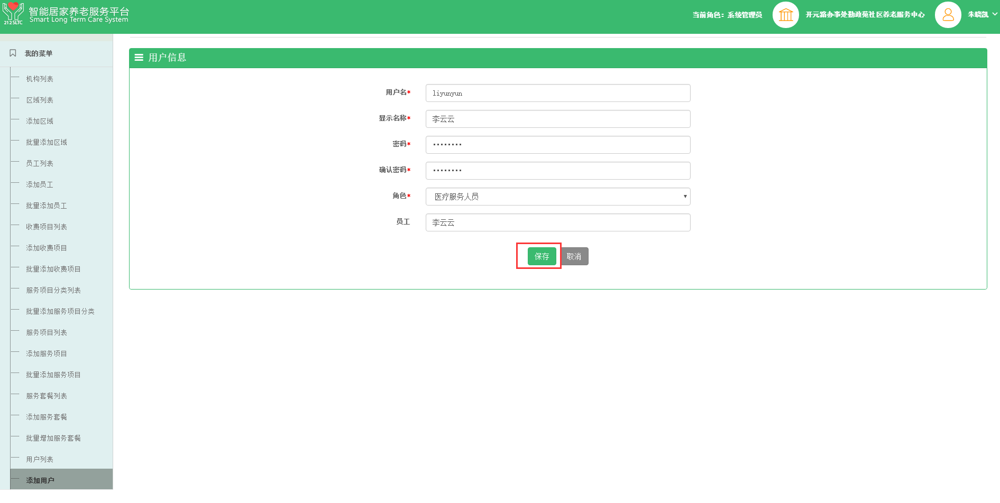 智能居家养老服务平台
Smart Long Term Care System
212SLTC
当前角色：系统管理员
开元路办事处勤政苑社区养老服务中心
朱晓凯
我的菜单
机构列表
区域列表
添加区域
批量添加区域
员工列表
添加员工
批量添加员工
收费项目列表
添加收费项目
批量添加收费项目
服务项目分类列表
批量添加服务项目分类
服务项目列表
添加服务项目
批量添加服务项目
服务套餐列表
添加服务套餐
批量增加服务套餐
用户列表
添加用户
用户信息
用户名* liyunyun
显示名称* 李云云
密码* ••••••••
确认密码* ••••••••
角色* 医疗服务人员
员工 李云云
保存 取消